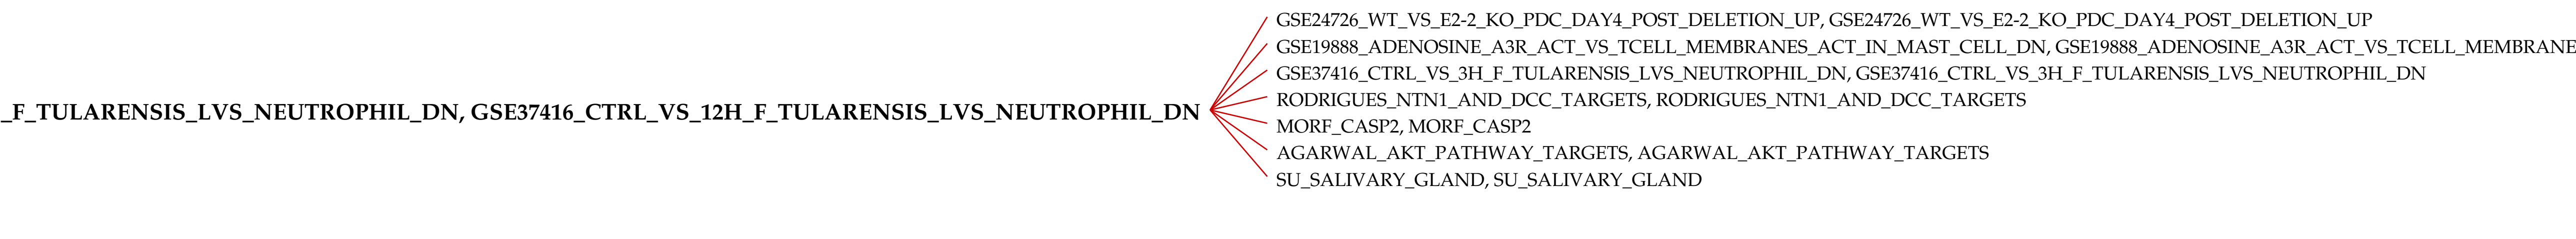 GSE24726_WT_VS_E2-2_KO_PDC_DAY4_POST_DELETION_UP, GSE24726_WT_VS_E2-2_KO_PDC_DAY4_POST_DELETION_UP
GSE19888_ADENOSINE_A3R_ACT_VS_TCELL_MEMBRANES_ACT_IN_MAST_CELL_DN, GSE19888_ADENOSINE_A3R_ACT_VS_TCELL_MEMBRANE
GSE37416_CTRL_VS_3H_F_TULARENSIS_LVS_NEUTROPHIL_DN, GSE37416_CTRL_VS_3H_F_TULARENSIS_LVS_NEUTROPHIL_DN
RODRIGUES_NTN1_AND_DCC_TARGETS, RODRIGUES_NTN1_AND_DCC_TARGETS
_F_TULARENSIS_LVS_NEUTROPHIL_DN, GSE37416_CTRL_VS_12H_F_TULARENSIS_LVS_NEUTROPHIL_DN
MORF_CASP2, MORF_CASP2
AGARWAL_AKT_PATHWAY_TARGETS, AGARWAL_AKT_PATHWAY_TARGETS
SU_SALIVARY_GLAND, SU_SALIVARY_GLAND